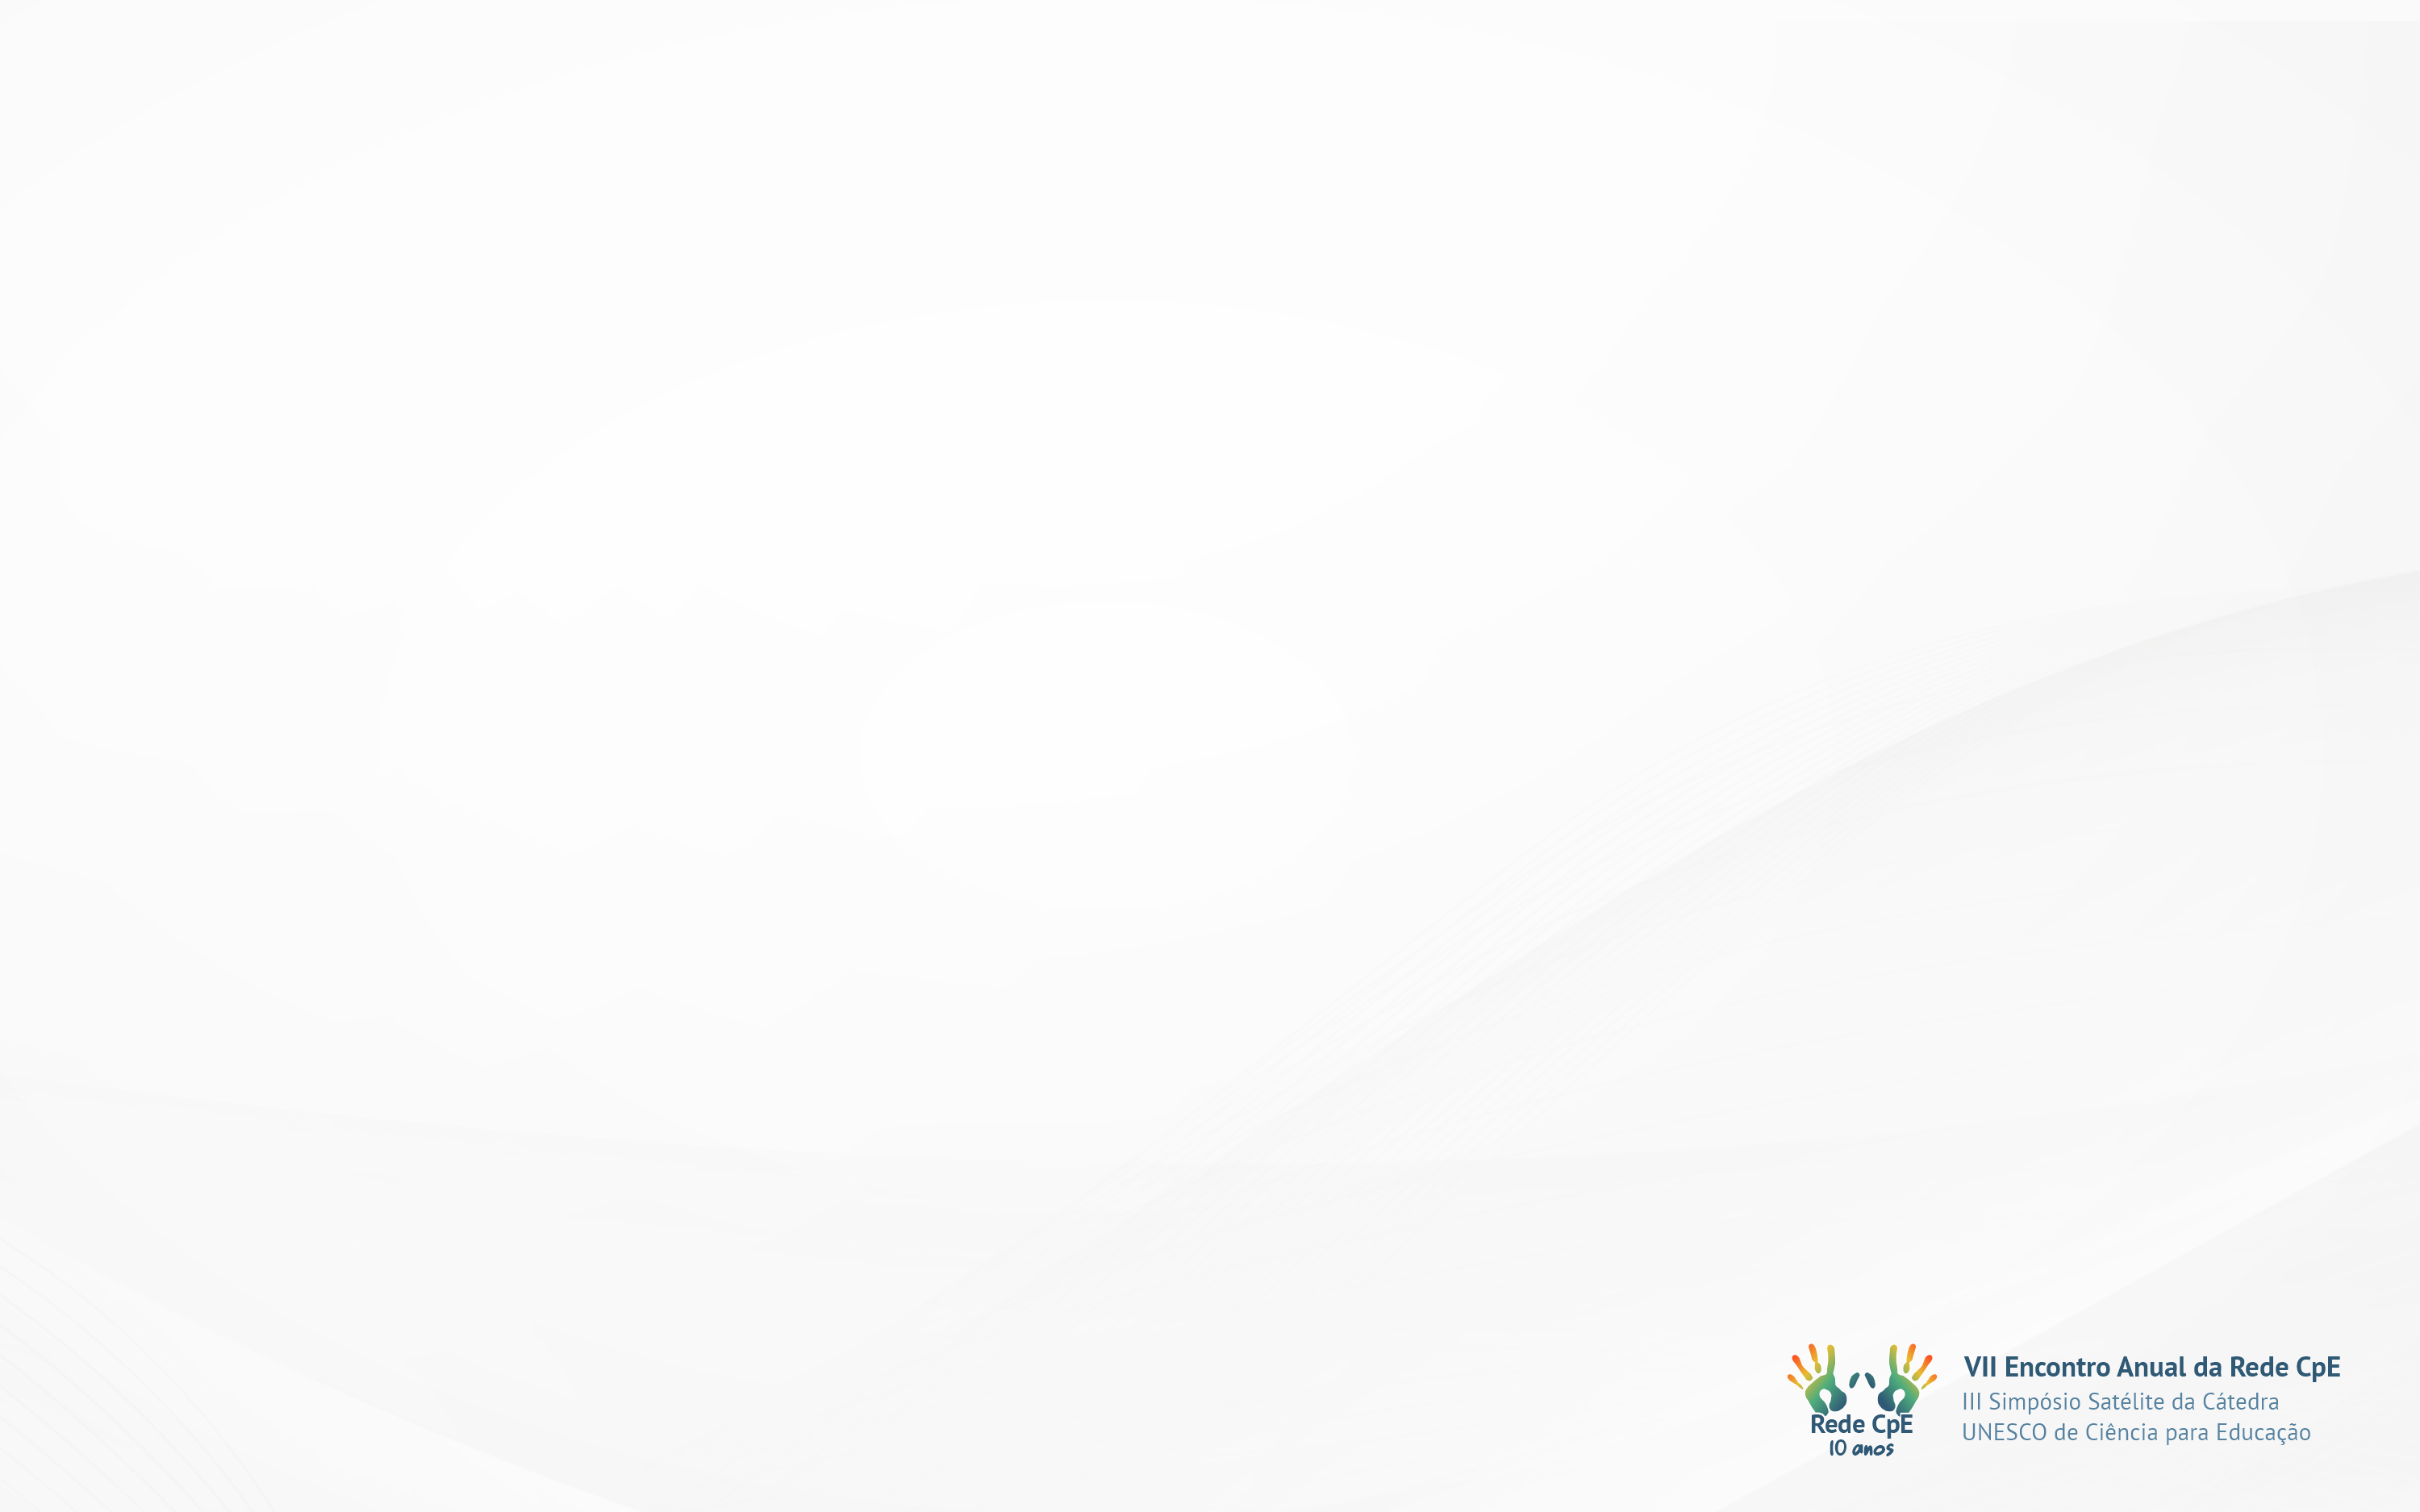 VII Encontro Anual da Rede CpE
III Simpósio Satélite da Cátedra
UNESCO de Ciência para Educação
Rede CpE
10 anos